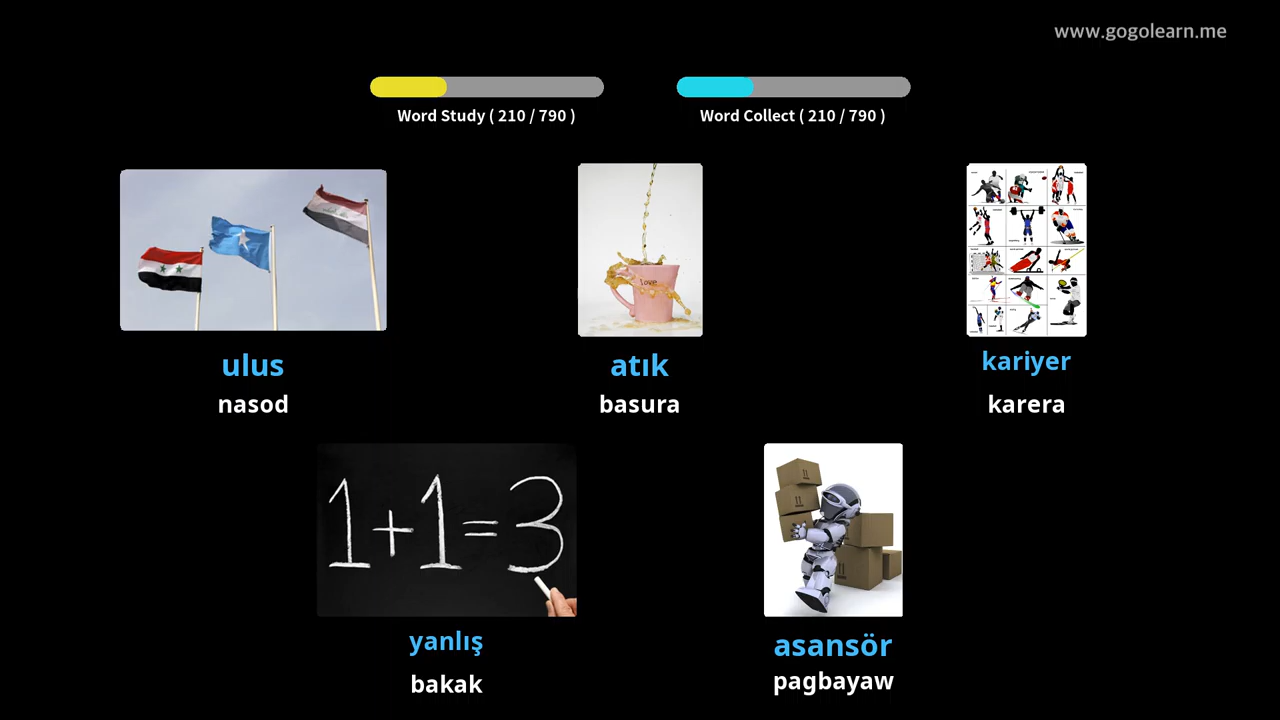 www.gogolearn.me
Word Study ( 210 / 790 )
Word Collect ( 210 / 790 )
love
ulus
atık
kariyer
nasod
basura
karera
1+1=3
yanlış
asansör
bakak
pagbayaw